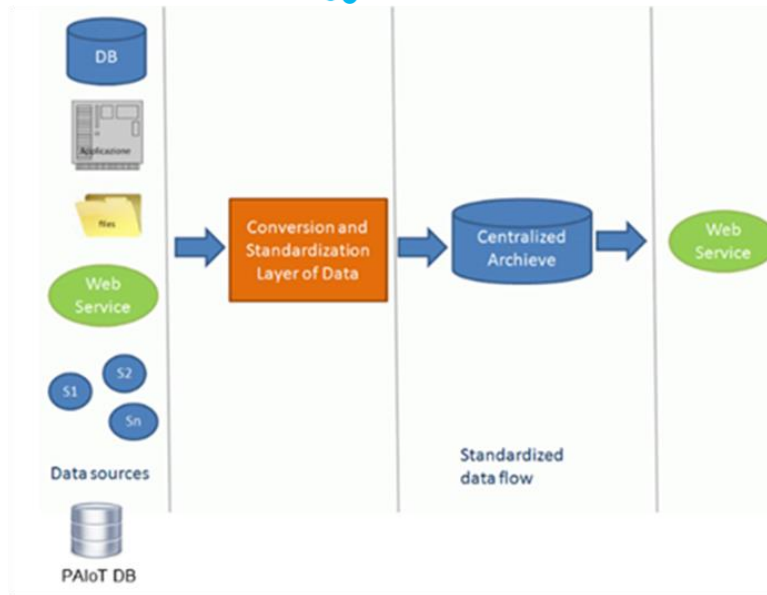 DB
Applicazione
files
Web
Service
S1
S2
Sn
Data sources
PAIoT DB
Conversion and
Standardization
Layer of Data
Centralized
Archieve
Standardized
data flow
Web
Service